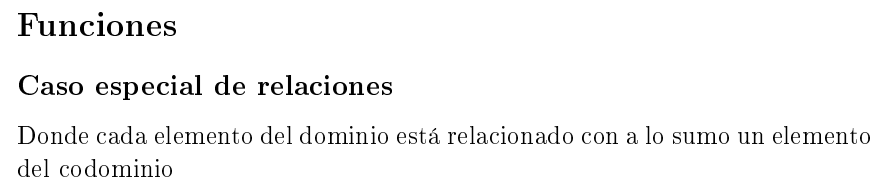 Funciones
Caso especial de relaciones
Donde cada elemento del dominio está relacionado con a lo sumo un elemento
del codominio